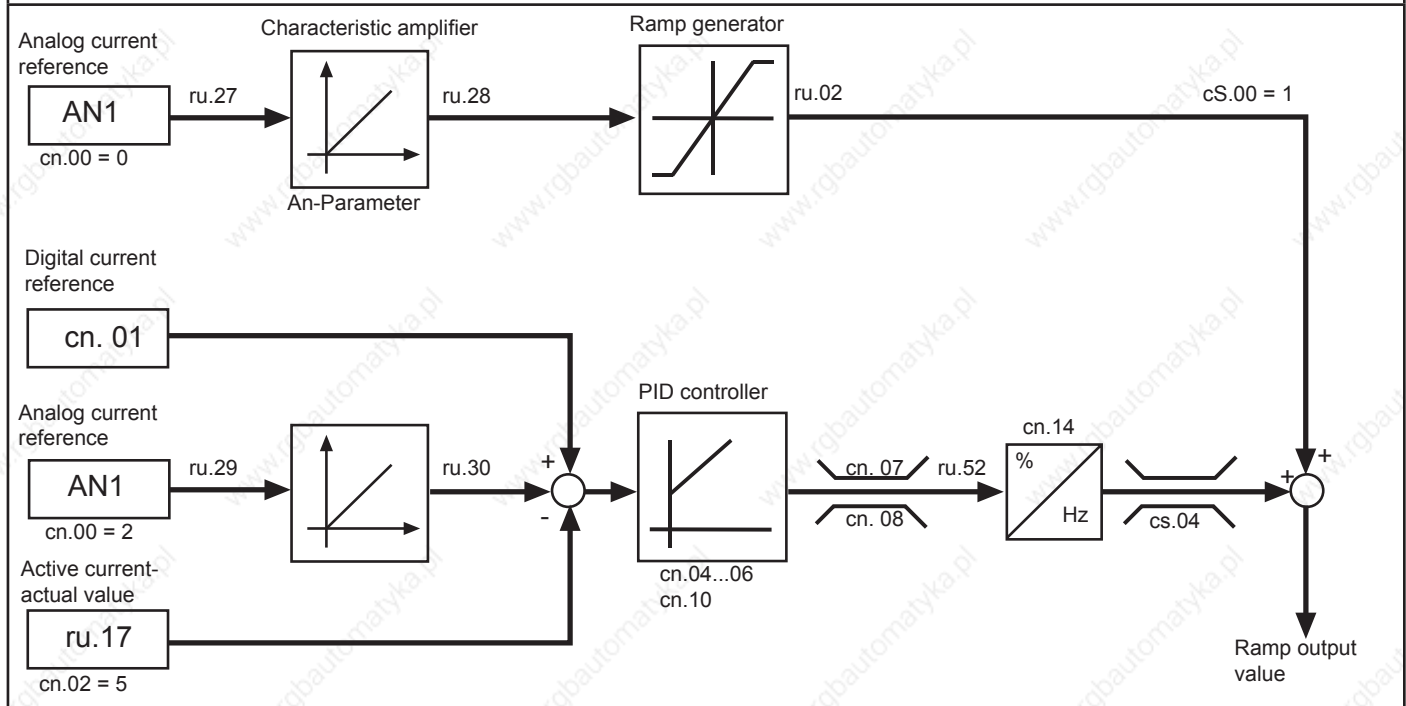 Analog current
reference
AN1
cn.00 = 0
ru.27
Characteristic amplifier
An-Parameter
ru.28
Ramp generator
ru.02
cS.00 = 1
Digital current
reference
cn. 01
Analog current
reference
AN1
cn.00 = 2
ru.29
ru.30
+
-
Active current-
actual value
ru.17
cn.02 = 5
PID controller
cn.04...06
cn.10
cn. 07
cn. 08
ru.52
cn.14
%
Hz
cs.04
+
+
Ramp output
value
www.rgbautomatyka.pl